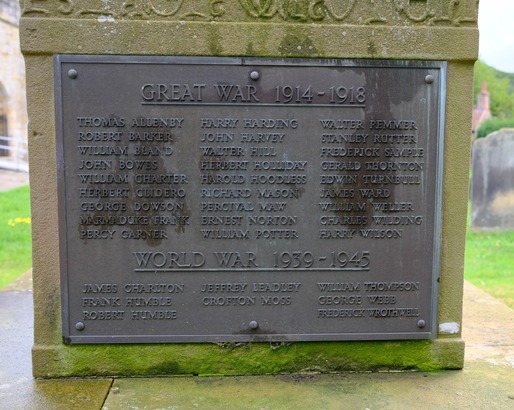 GREAT WAR 1914-1918
THOMAS ALLENBY HARRY HARDING WALTER REMMER
ROBERT BARKER JOHN HARVEY STANLEY RUTTER
WILLIAM BLAND WALTER HILL FREDERICK SAMPLE
JOHN BOWES HERBERT HOLLIDAY GERALD THORNTON
WILLIAM CHARTER HAROLD HOODLESS EDWIN TURNBULL
HERBERT RICHARD MASON JAMES WARD
GEORGE DOWSON PERCIVAL MAW WILLIAM WELLER
MARMADUKE FRANK ERNEST NORTON CHARLES WILDING
PERCY GARNER WILLIAM POTTER HARRY WILSON
WORLD WAR 1939-1945
JAMES CHARLTON JEFFREY LEADLEY WILLIAM THOMPSON
FRANK HUMBLE CROFTON MOSS GEORGE WEBB
ROBERT HUMBLE FREDERICK WROTHWELL